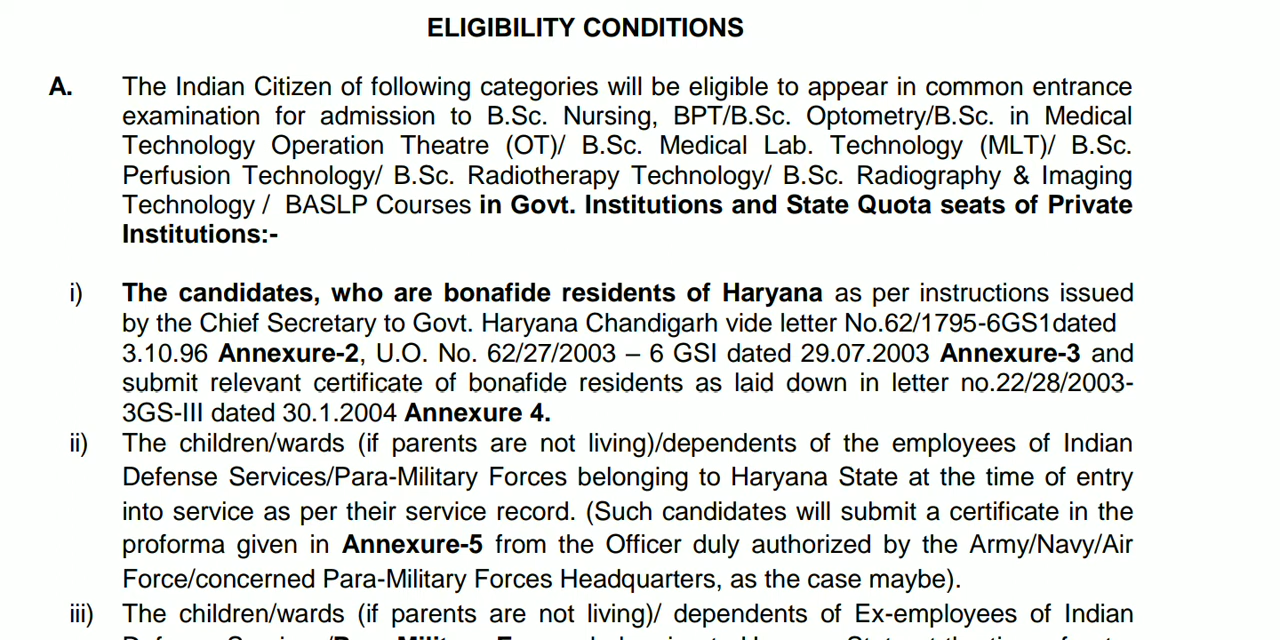 ELIGIBILITY CONDITIONS
A. The Indian Citizen of following categories will be eligible to appear in common entrance
examination for admission to B.Sc. Nursing, BPT/B.Sc. Optometry/B.Sc. in Medical
Technology Operation Theatre (OT)/ B.Sc. Medical Lab. Technology (MLT)/ B.Sc.
Perfusion Technology/ B.Sc. Radiotherapy Technology/ B.Sc. Radiography & Imaging
Technology / BASLP Courses in Govt. Institutions and State Quota seats of Private
Institutions:-
i) The candidates, who are bonafide residents of Haryana as per instructions issued
by the Chief Secretary to Govt. Haryana Chandigarh vide letter No.62/1795-6GS1dated
3.10.96 Annexure-2, U.O. No. 62/27/2003 – 6 GSI dated 29.07.2003 Annexure-3 and
submit relevant certificate of bonafide residents as laid down in letter no.22/28/2003-
3GS-III dated 30.1.2004 Annexure 4.
ii) The children/wards (if parents are not living)/dependents of the employees of Indian
Defense Services/Para-Military Forces belonging to Haryana State at the time of entry
into service as per their service record. (Such candidates will submit a certificate in the
proforma given in Annexure-5 from the Officer duly authorized by the Army/Navy/Air
Force/concerned Para-Military Forces Headquarters, as the case maybe).
iii) The children/wards (if parents are not living)/ dependents of Ex-employees of Indian